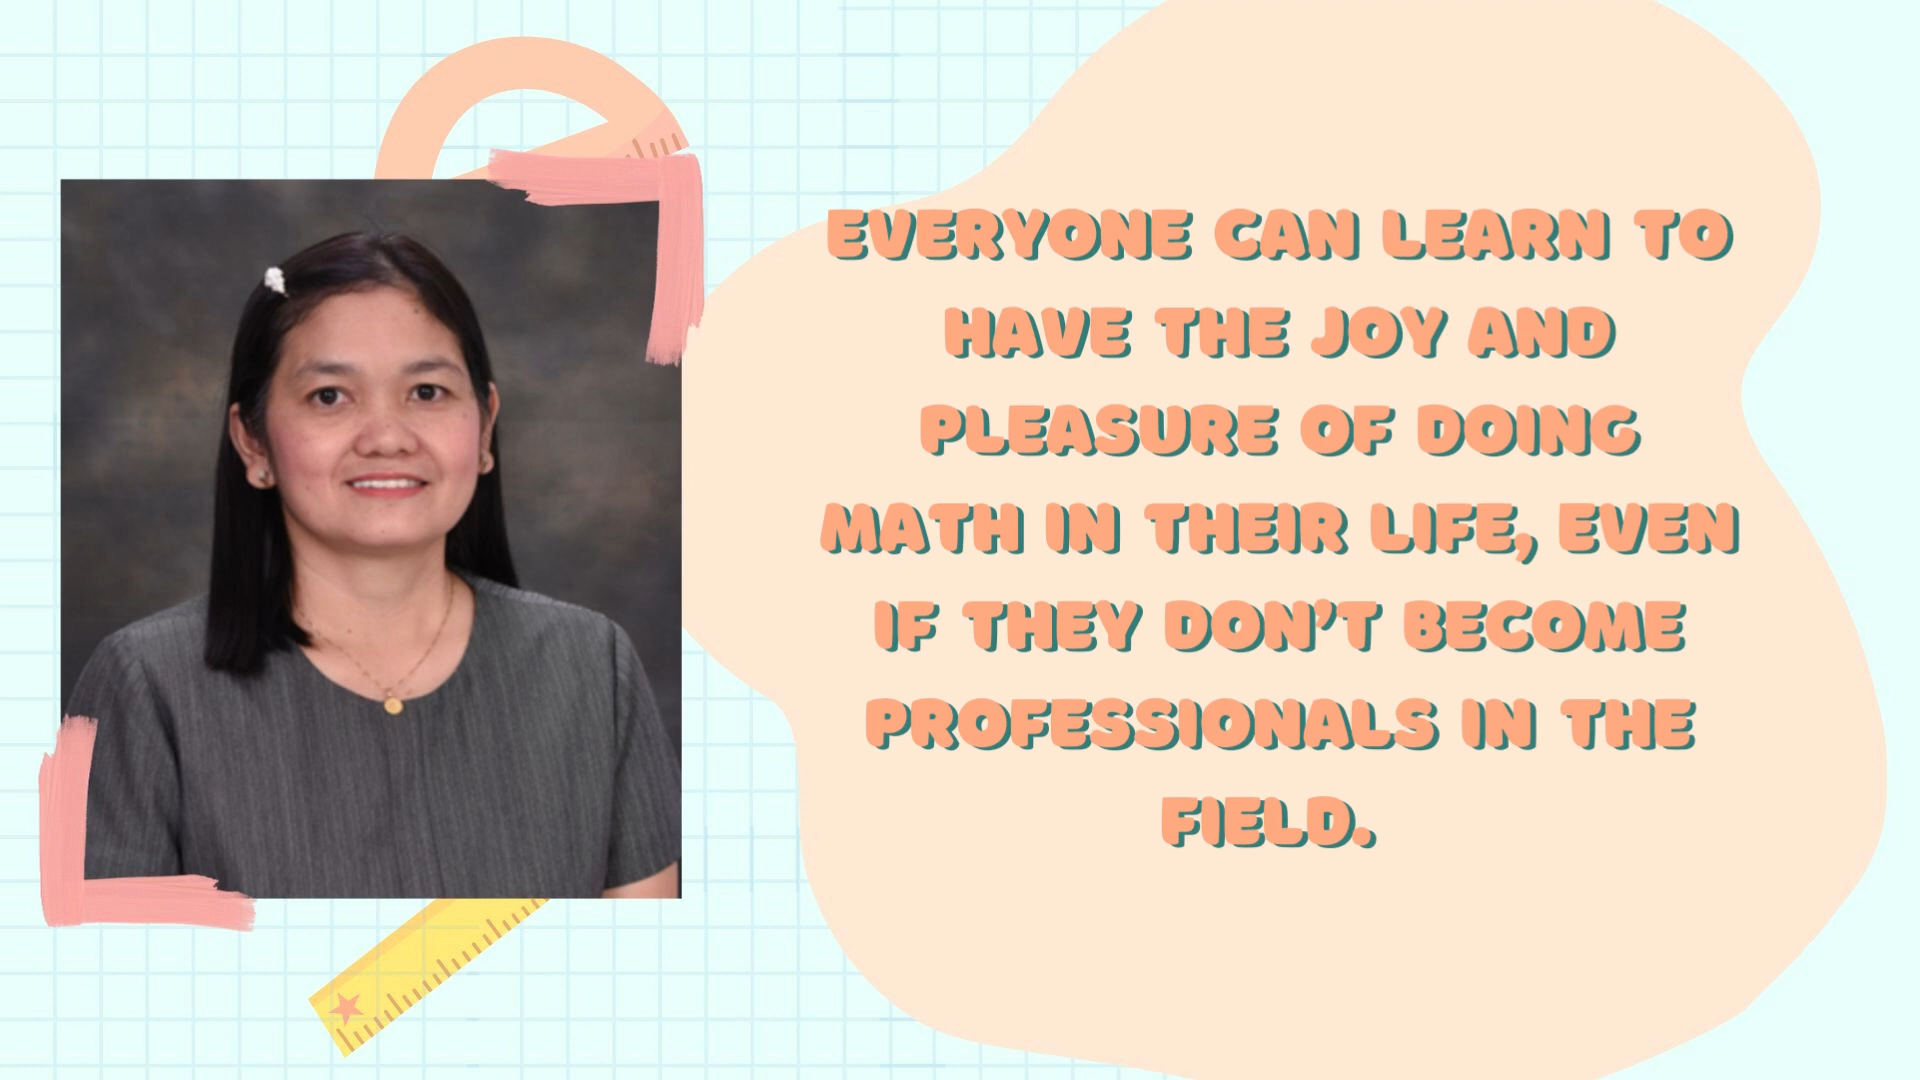 EVERYONE CAN LEARN TO
HAVE THE JOY AND
PLEASURE OF DOING
MATH IN THEIR LIFE, EVEN
IF THEY DON’T BECOME
PROFESSIONALS IN THE
FIELD.